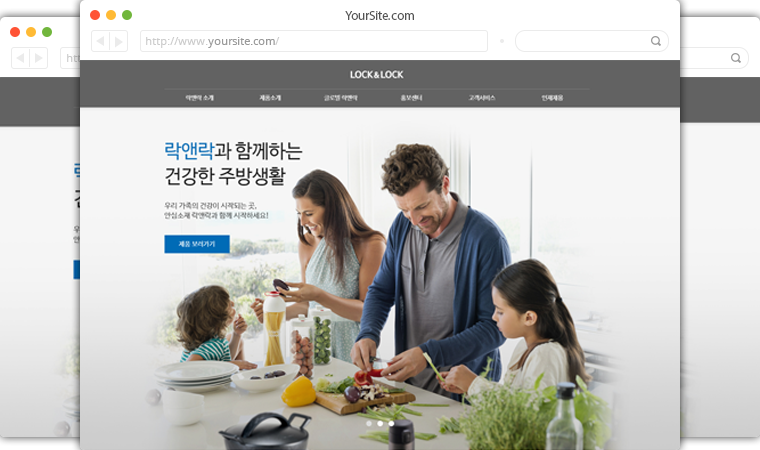 YourSite.com
http://www.yoursite.com/
htt
LOCK&LOCK
락앤락 소개 제품소개 글로벌 락앤락 홍보센터 고객서비스 인재채용
락앤락과 함께하는
건강한 주방생활
우리 가족의 건강이 시작되는 곳,
안심소재 락앤락과 함께 시작하세요!
제품 보러가기